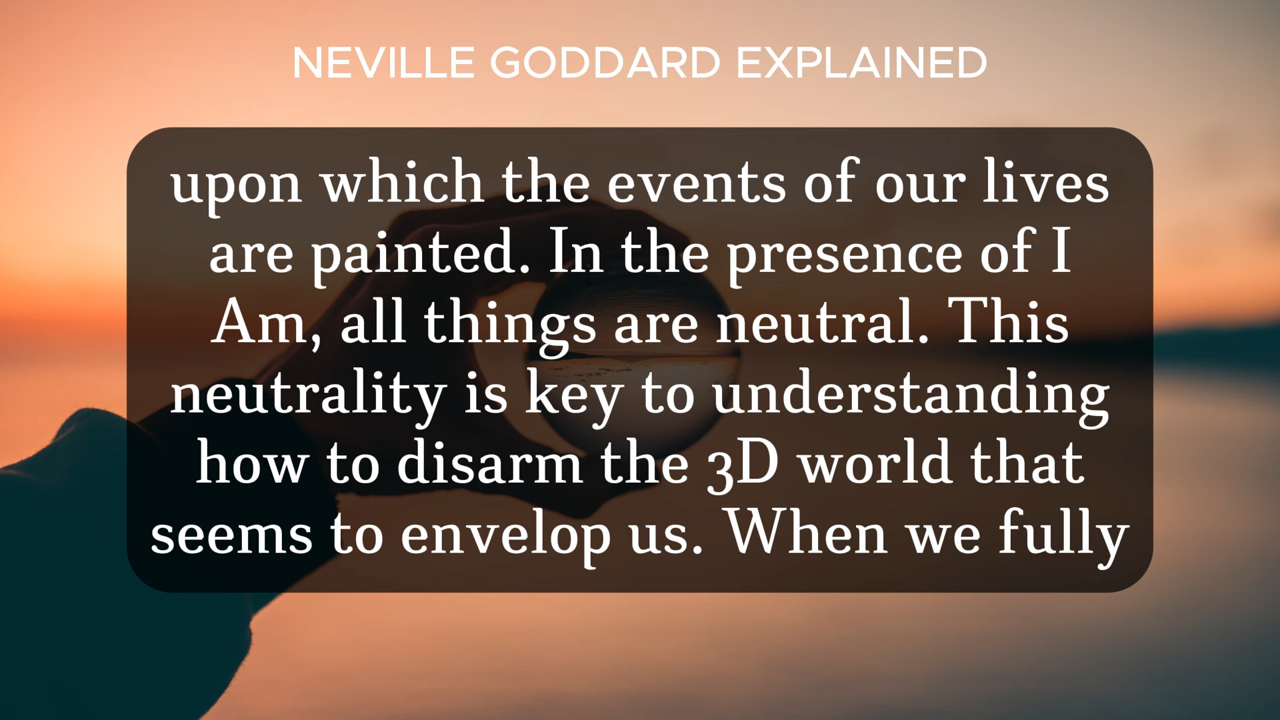 NEVILLE GODDARD EXPLAINED
upon which the events of our lives
are painted. In the presence of I
Am, all things are neutral. This
neutrality is key to understanding
how to disarm the 3D world that
seems to envelop us. When we fully